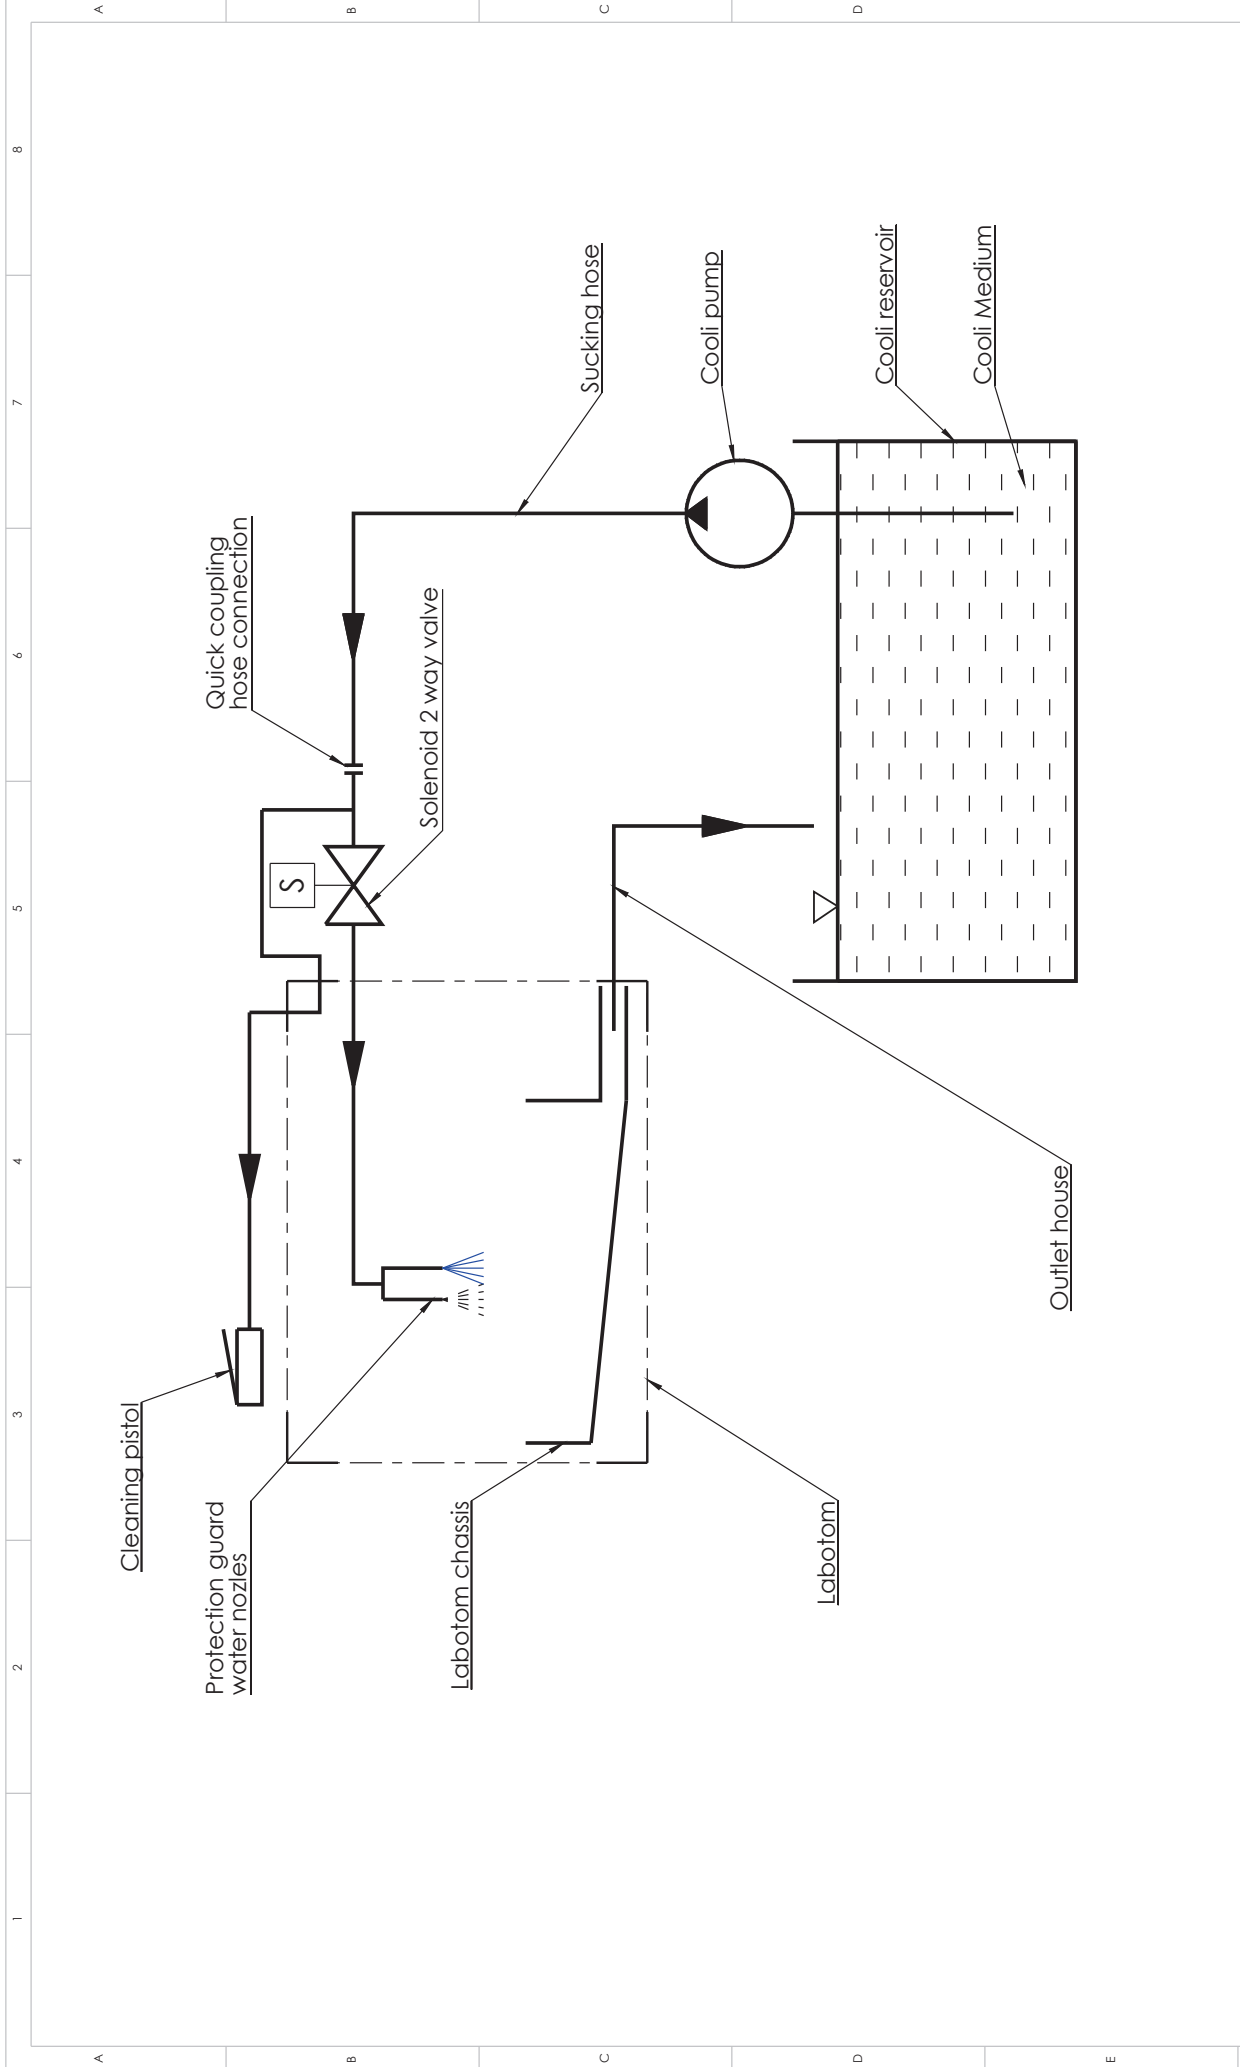 1
2
3
4
5
6
7
8
A
A
B
B
C
C
D
D
E
Cleaning pistol
Protection guard
water nozles
Quick coupling
hose connection
S
Solenoid 2 way valve
Labotom chassis
Sucking hose
Cooli pump
Labotom
Cooli reservoir
Cooli Medium
Outlet house